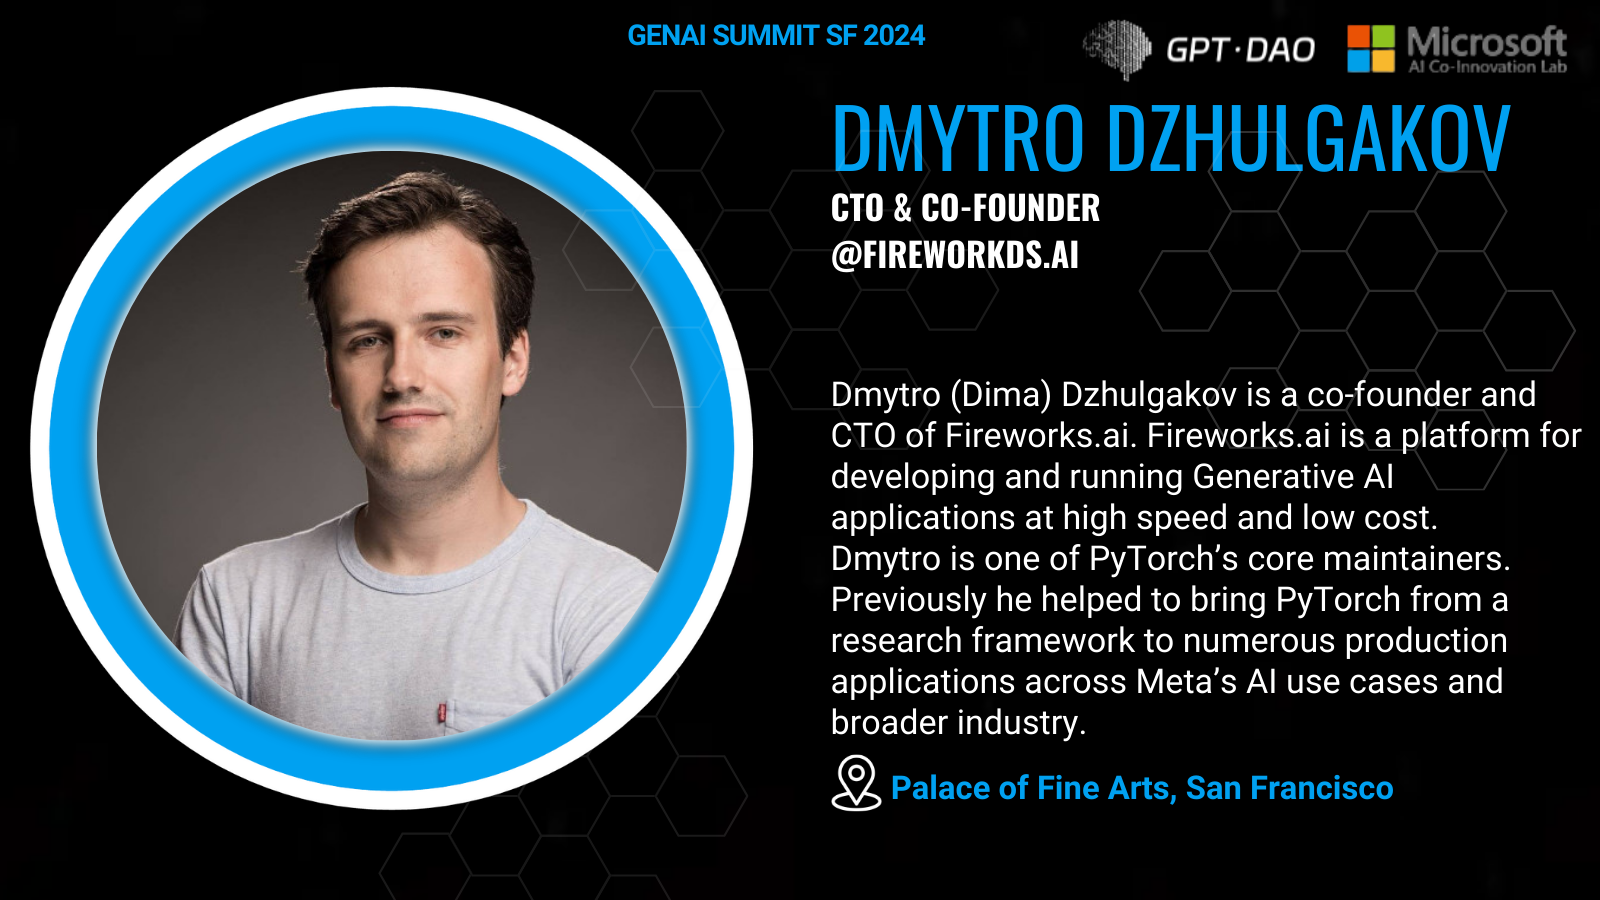 GENAI SUMMIT SF 2024
GPT·DAO
Microsoft
AI Co-Innovation Lab
DMYTRO DZHULGAKOV
CTO & CO-FOUNDER
@FIREWORKDS.AI
Dmytro (Dima) Dzhulgakov is a co-founder and
CTO of Fireworks.ai. Fireworks.ai is a platform for
developing and running Generative AI
applications at high speed and low cost.
Dmytro is one of PyTorch’s core maintainers.
Previously he helped to bring PyTorch from a
research framework to numerous production
applications across Meta’s AI use cases and
broader industry.
Palace of Fine Arts, San Francisco